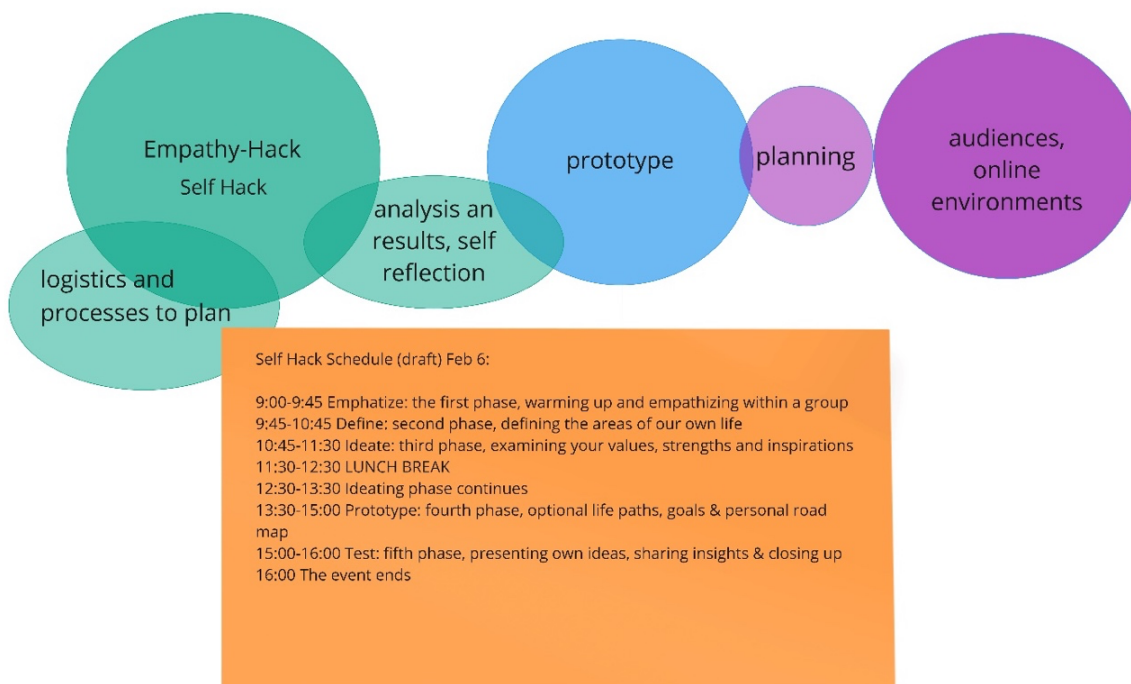 Empathy-Hack
Self Hack
logistics and
processes to plan
analysis an
results, self
reflection
prototype
planning
audiences,
online
environments
Self Hack Schedule (draft) Feb 6:
9:00-9:45 Emphatize: the first phase, warming up and empathizing within a group
9:45-10:45 Define: second phase, defining the areas of our own life
10:45-11:30 Ideate: third phase, examining your values, strengths and inspirations
11:30-12:30 LUNCH BREAK
12:30-13:30 Ideating phase continues
13:30-15:00 Prototype: fourth phase, optional life paths, goals & personal road
map
15:00-16:00 Test: fifth phase, presenting own ideas, sharing insights & closing up
16:00 The event ends